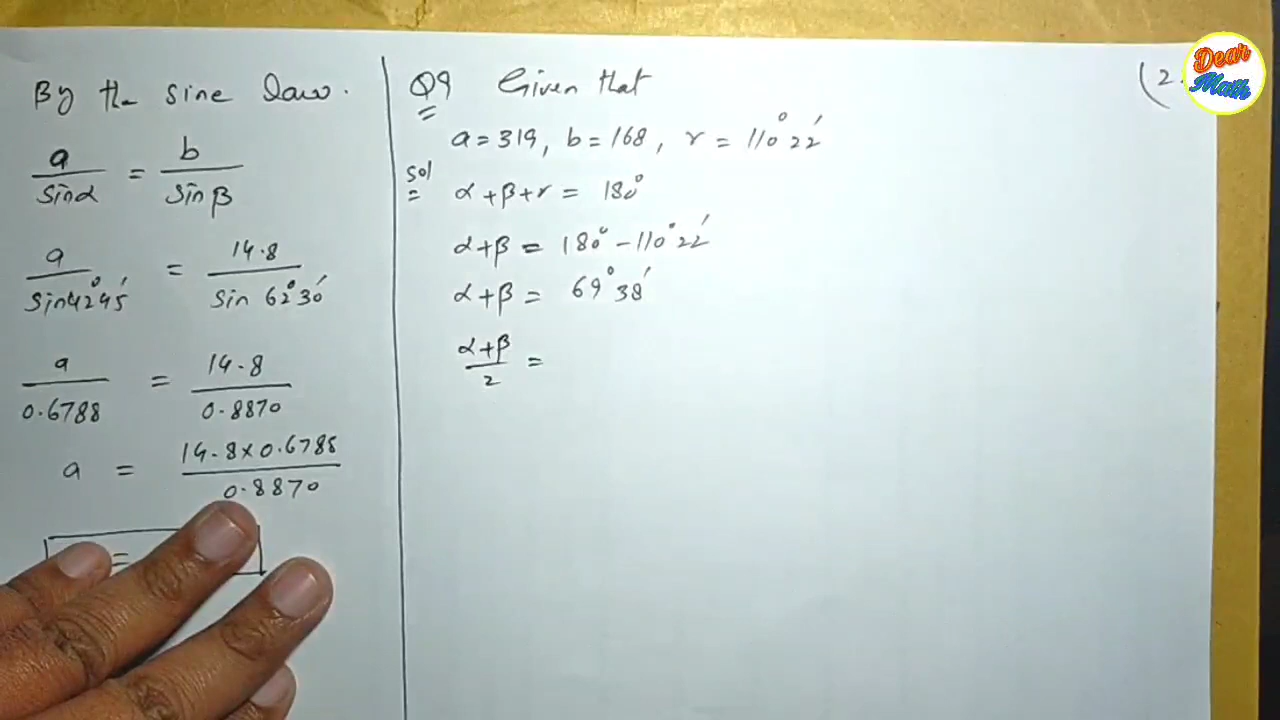 By the sine law.
a/sinα = b/sinβ
a/sin42°45′ = 14.8/sin 62°30′
a/0.6788 = 14.8/0.8870
a = 14.8×0.6788/0.8870
=
Q9 Given that
a = 319, b = 168, r = 110°22′
Sol
=
α + β + r = 180°
α+β = 180° - 110°22′
α+β = 69°38′
α+β/2 =
(2
Dear
Math